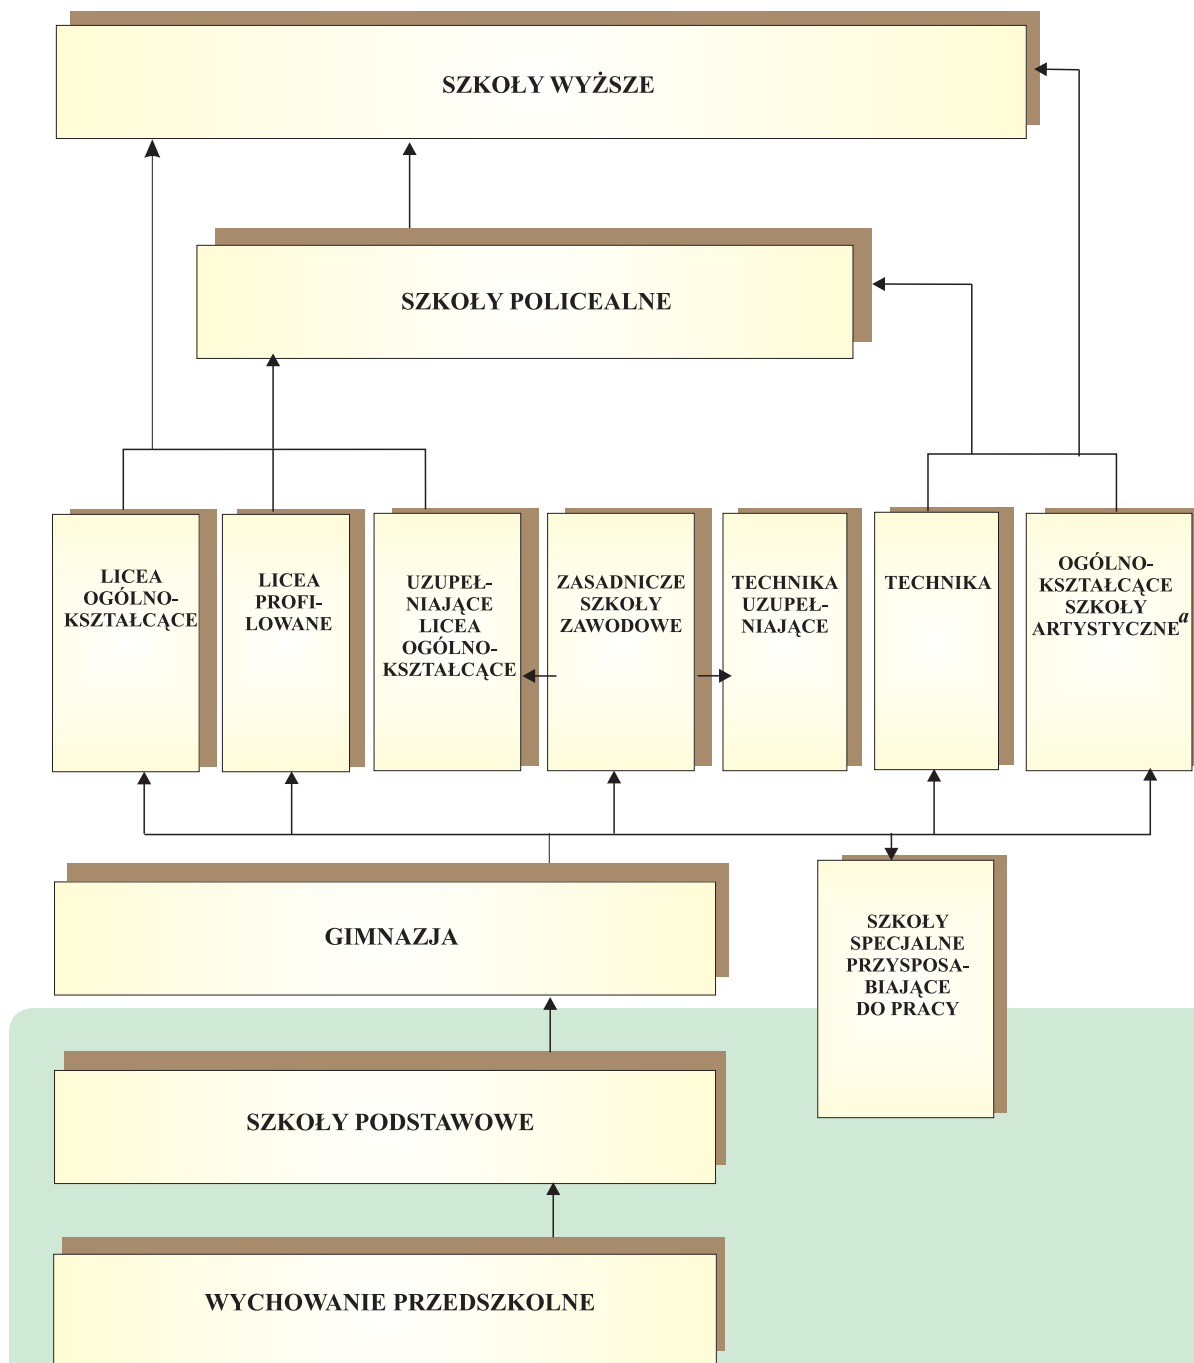 SZKOŁY WYŻSZE
SZKOŁY POLICEALNE
LICEA
OGÓLNO-
KSZTAŁCĄCE
LICEA
PROFI-
LOWANE
UZUPEŁ-
NIAJĄCE
LICEA
OGÓLNO-
KSZTAŁCĄCE
ZASADNICZE
SZKOŁY
ZAWODOWE
TECHNIKA
UZUPEŁ-
NIAJĄCE
TECHNIKA
OGÓLNO-
KSZTAŁCĄCE
SZKOŁY
ARTYSTYCZNEa
GIMNAZJA
SZKOŁY
SPECJALNE
PRZYSPOSA-
BIAJĄCE
DO PRACY
SZKOŁY PODSTAWOWE
WYCHOWANIE PRZEDSZKOLNE